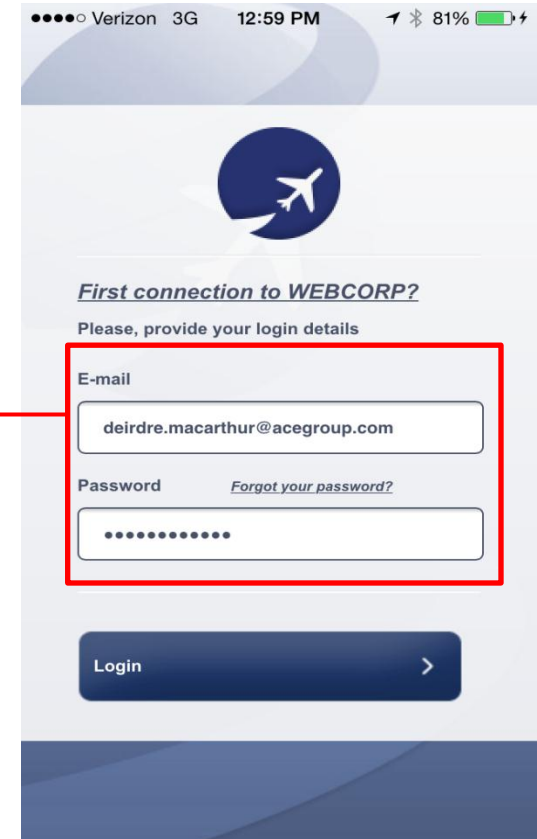 Verizon 3G 12:59 PM 81%
First connection to WEBCORP?
Please, provide your login details
E-mail
deirdre.macarthur@acegroup.com
Password Forgot your password?
••••••••••••
Login